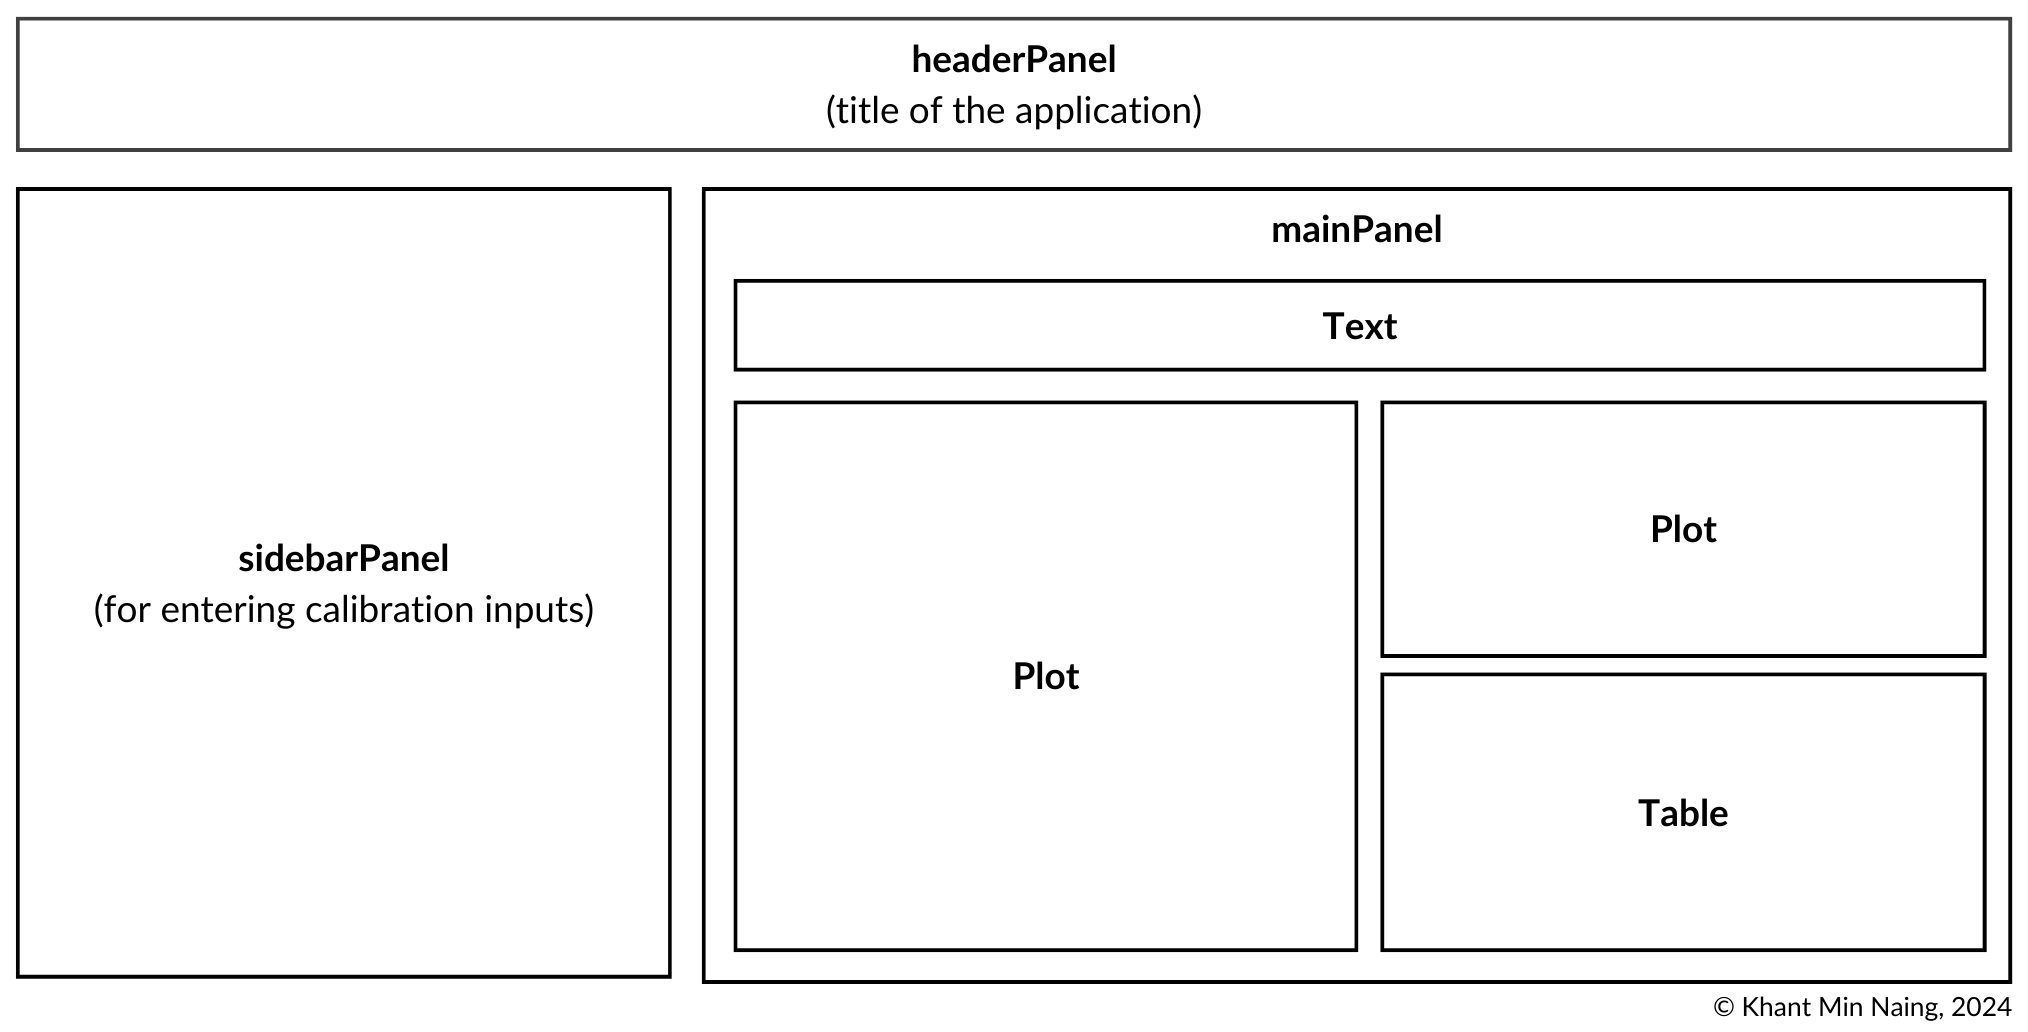 headerPanel
(title of the application)
sidebarPanel
(for entering calibration inputs)
mainPanel
Text
Plot
Plot
Table
© Khant Min Naing, 2024